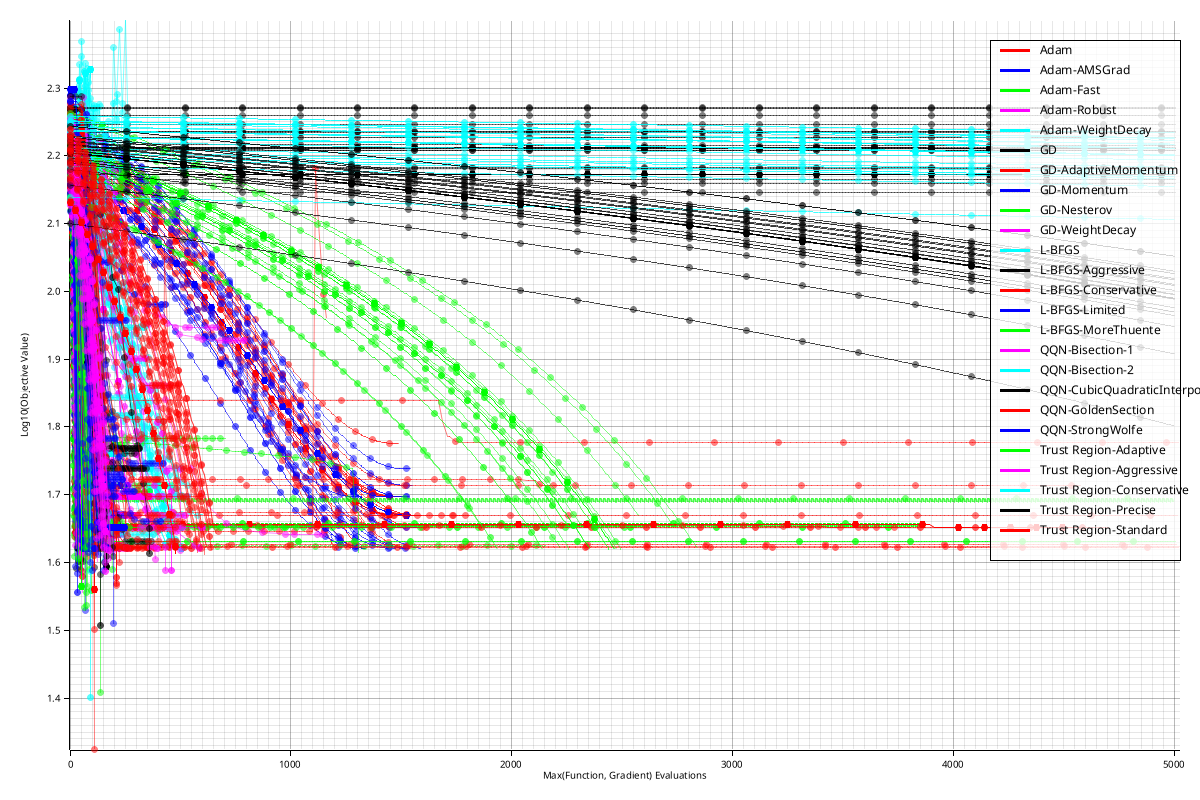 2.3
2.2
2.1
2.0
1.9
1.8
1.7
1.6
1.5
1.4
Log10(Objective Value)
0
1000
2000
3000
4000
5000
Max(Function, Gradient) Evaluations
Adam
Adam-AMSGrad
Adam-Fast
Adam-Robust
Adam-WeightDecay
GD
GD-AdaptiveMomentum
GD-Momentum
GD-Nesterov
GD-WeightDecay
L-BFGS
L-BFGS-Aggressive
L-BFGS-Conservative
L-BFGS-Limited
L-BFGS-MoreThuente
QQN-Bisection-1
QQN-Bisection-2
QQN-CubicQuadraticInterpo
QQN-GoldenSection
QQN-StrongWolfe
Trust Region-Adaptive
Trust Region-Aggressive
Trust Region-Conservative
Trust Region-Precise
Trust Region-Standard